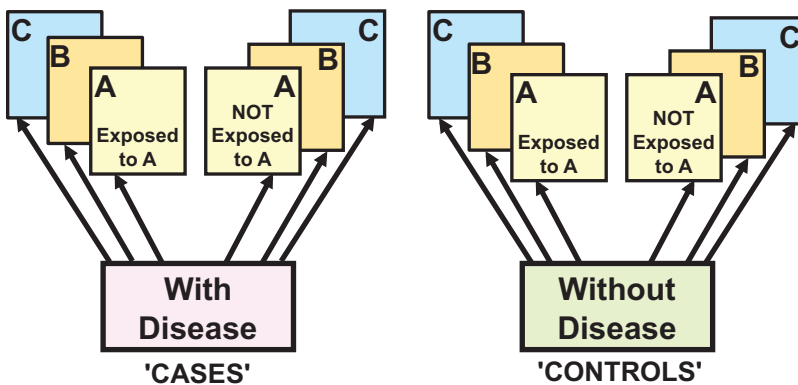 C
B
A
Exposed
to A
C
B
A
NOT
Exposed
to A
With
Disease
'CASES'
C
B
A
Exposed
to A
C
B
A
NOT
Exposed
to A
Without
Disease
'CONTROLS'